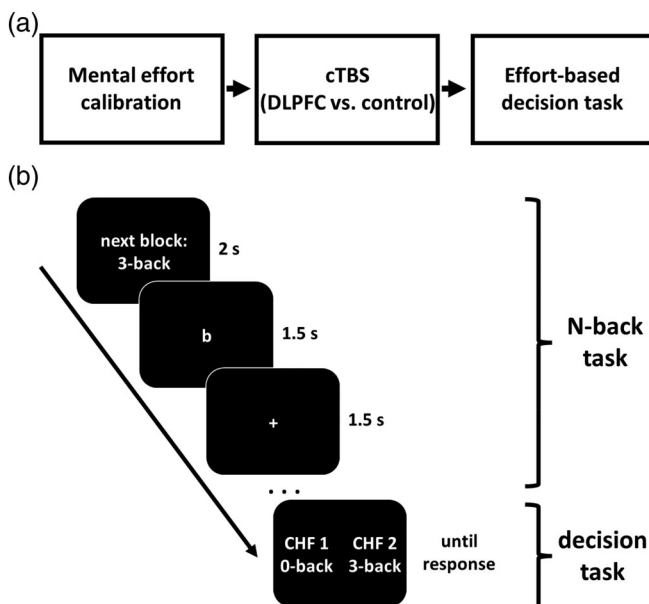 (a)
Mental effort
calibration
cTBS
(DLPFC vs. control)
Effort-based
decision task
(b)
next block:
3-back
2 s
b
1.5 s
+
1.5 s
...
N-back
task
CHF 1 CHF 2
0-back 3-back
until
response
decision
task